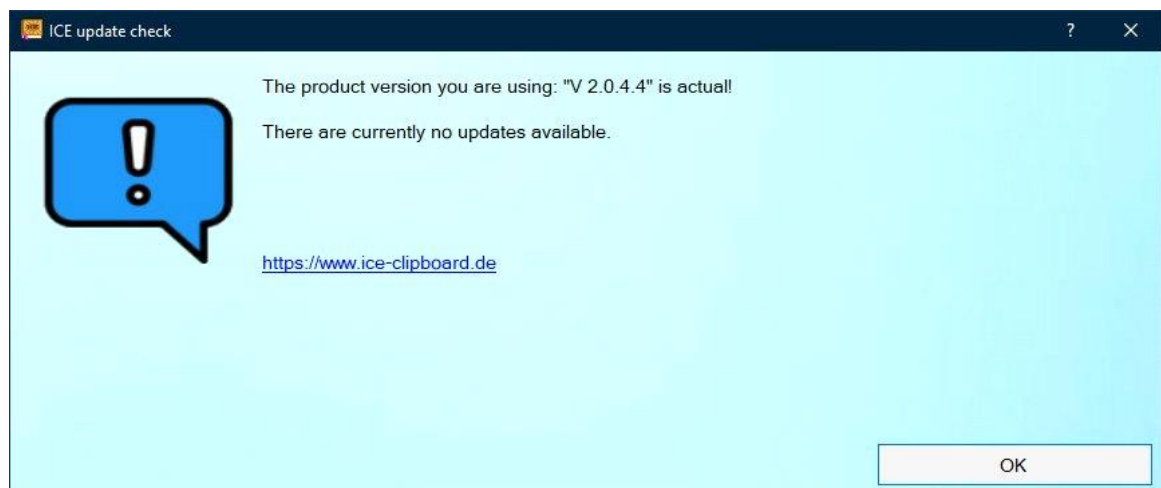 ICE update check
The product version you are using: "V 2.0.4.4" is actual!
There are currently no updates available.
https://www.ice-clipboard.de
OK